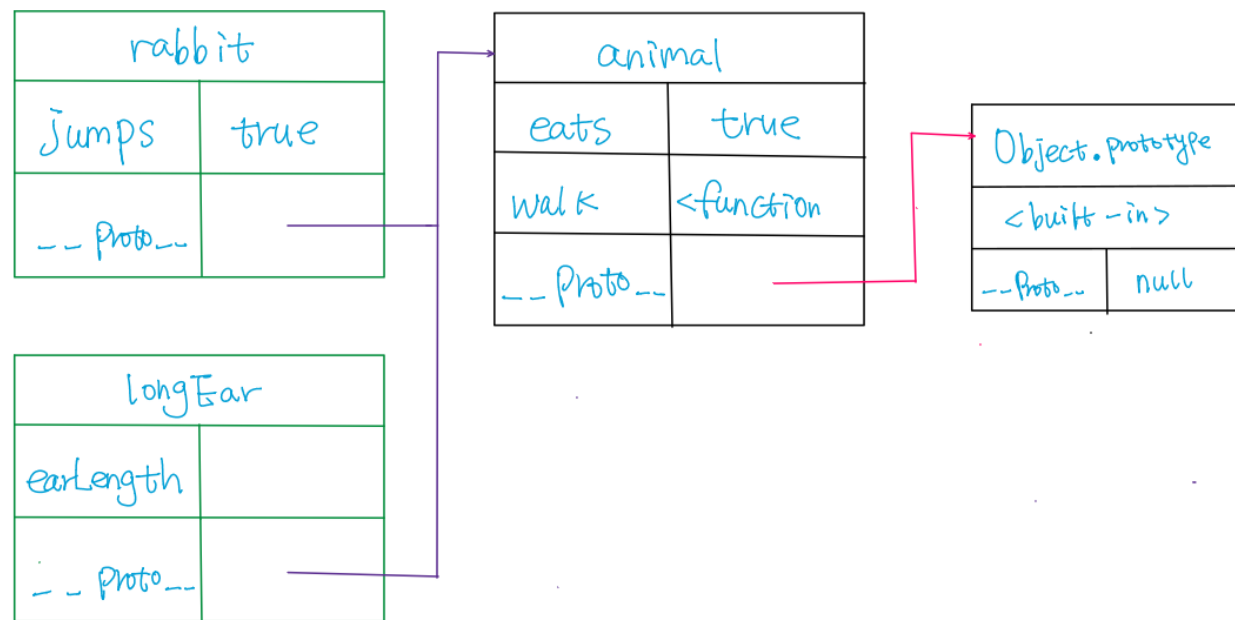 rabbit
jumps true
__proto__
longEar
earLength
__proto__
animal
eats true
walk <function
__proto__
Object.prototype
<built-in>
__proto__ null